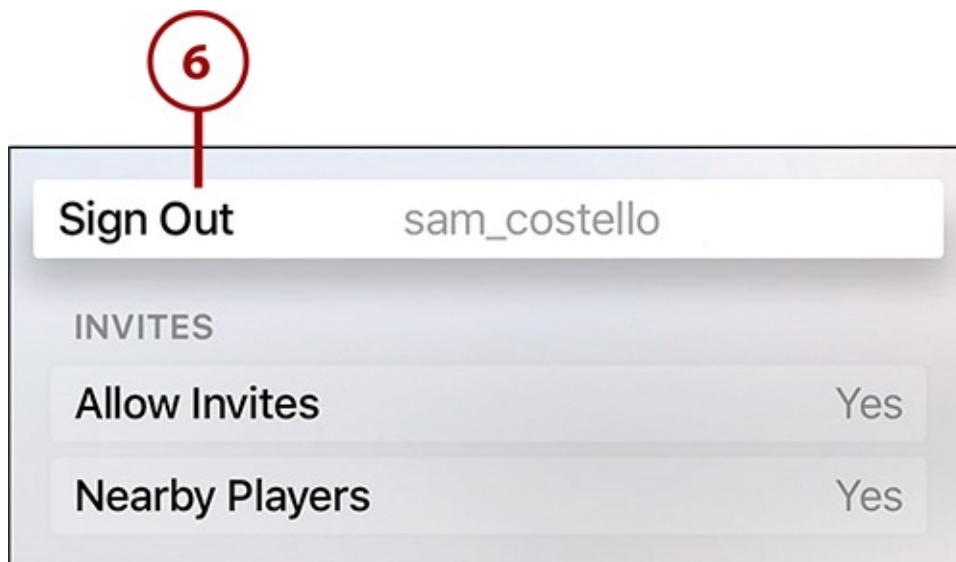 6
Sign Out sam_costello
INVITES
Allow Invites Yes
Nearby Players Yes